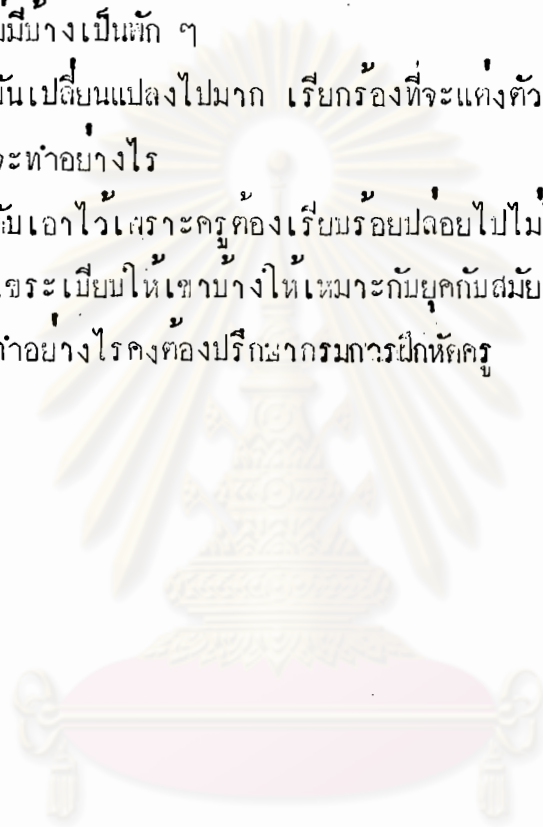 มีบ้างเป็นพัก ๆ
ันเปลี่ยนแปลงไปมาก เรียกร้องที่จะแต่งตัว
จะทำอย่างไร
ับเอาไว้เพราะครูต้องเรียบร้อยปล่อยไปไม่
ขระเบียบให้เขาบ้างให้เหมาะกับยุคกับสมัย
ทำอย่างไรคงต้องปรึกษากรมการฝึกหัดครู